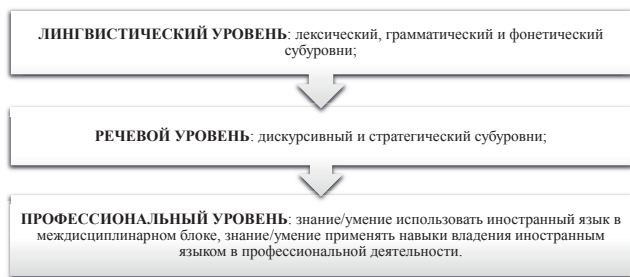 ЛИНГВИСТИЧЕСКИЙ УРОВЕНЬ: лексический, грамматический и фонетический
субуровни;
РЕЧЕВОЙ УРОВЕНЬ: дискурсивный и стратегический субуровни;
ПРОФЕССИОНАЛЬНЫЙ УРОВЕНЬ: знание/умение использовать иностранный язык в
междисциплинарном блоке, знание/умение применять навыки владения иностранным
языком в профессиональной деятельности.